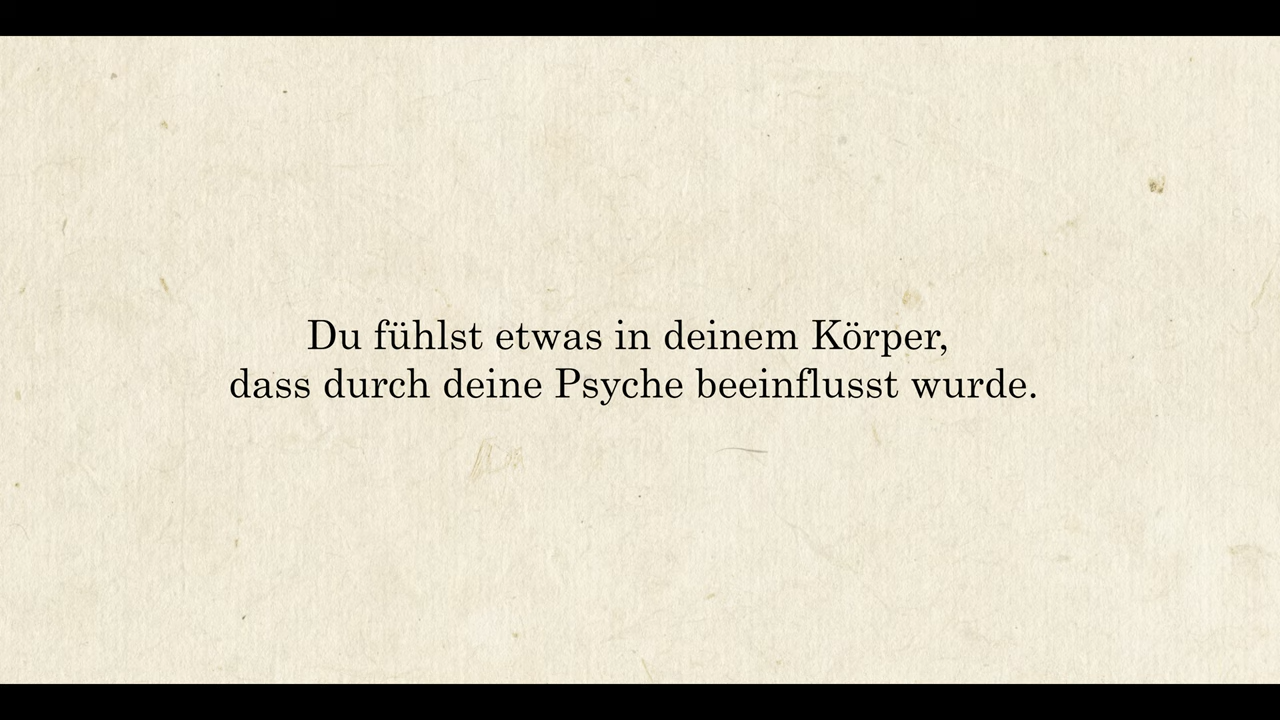 Du fühlst etwas in deinem Körper,
dass durch deine Psyche beeinflusst wurde.